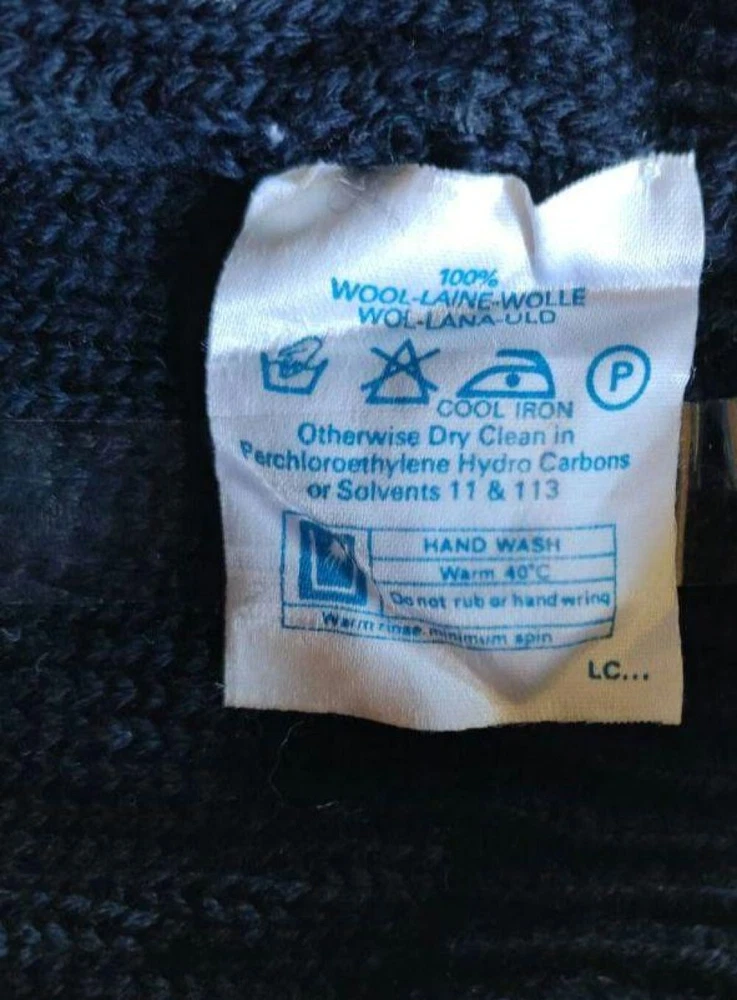 100%
WOOL-LAINE-WOLLE
WOL-LANA-ULD
P
COOL IRON
Otherwise Dry Clean in
Perchloroethylene Hydro Carbons
or Solvents 11 & 113
HAND WASH
Warm 40°C
Do not rub or hand wring
Warm rinse. minimum spin
LC...